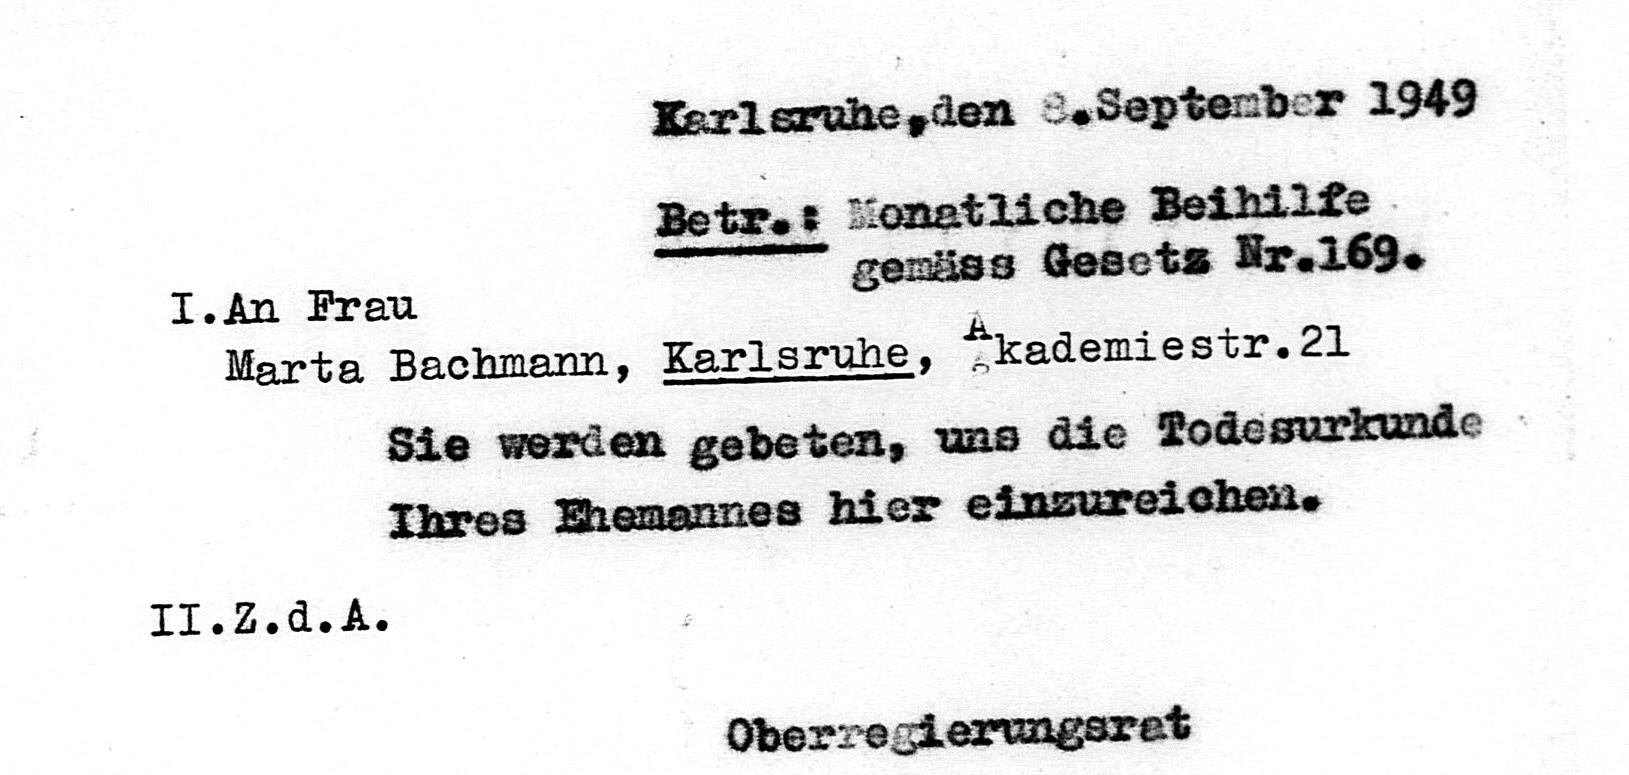 Karlsruhe,den 8.September 1949
Betr.: Monatliche Beihilfe
gemäss Gesetz Nr.169.
I.An Frau
Marta Bachmann, Karlsruhe, Akademiestr.21
Sie werden gebeten, uns die Todesurkunde
Ihres Ehemannes hier einzureichen.
II.Z.d.A.
Oberregierungsrat